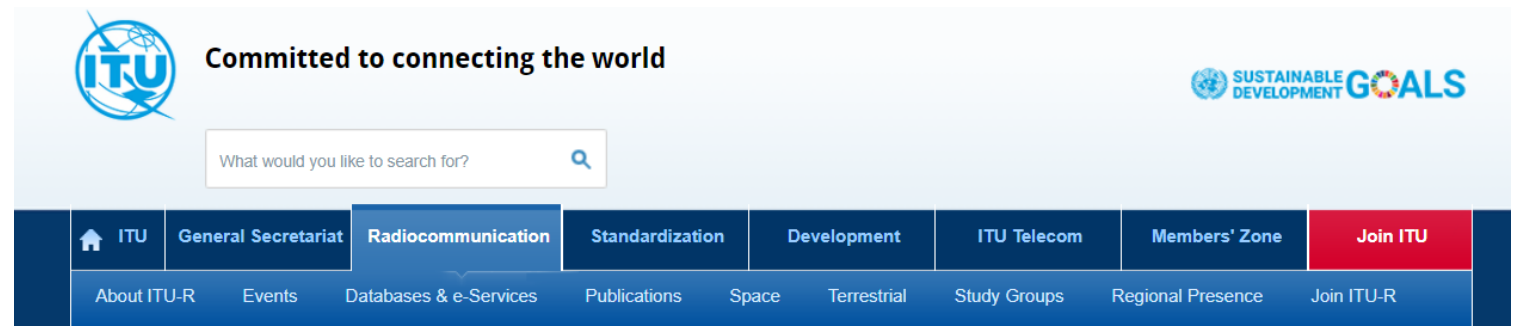 ITU
Committed to connecting the world
SUSTAINABLE
DEVELOPMENT GOALS
What would you like to search for?
ITU General Secretariat Radiocommunication Standardization Development ITU Telecom Members' Zone Join ITU
About ITU-R Events Databases & e-Services Publications Space Terrestrial Study Groups Regional Presence Join ITU-R